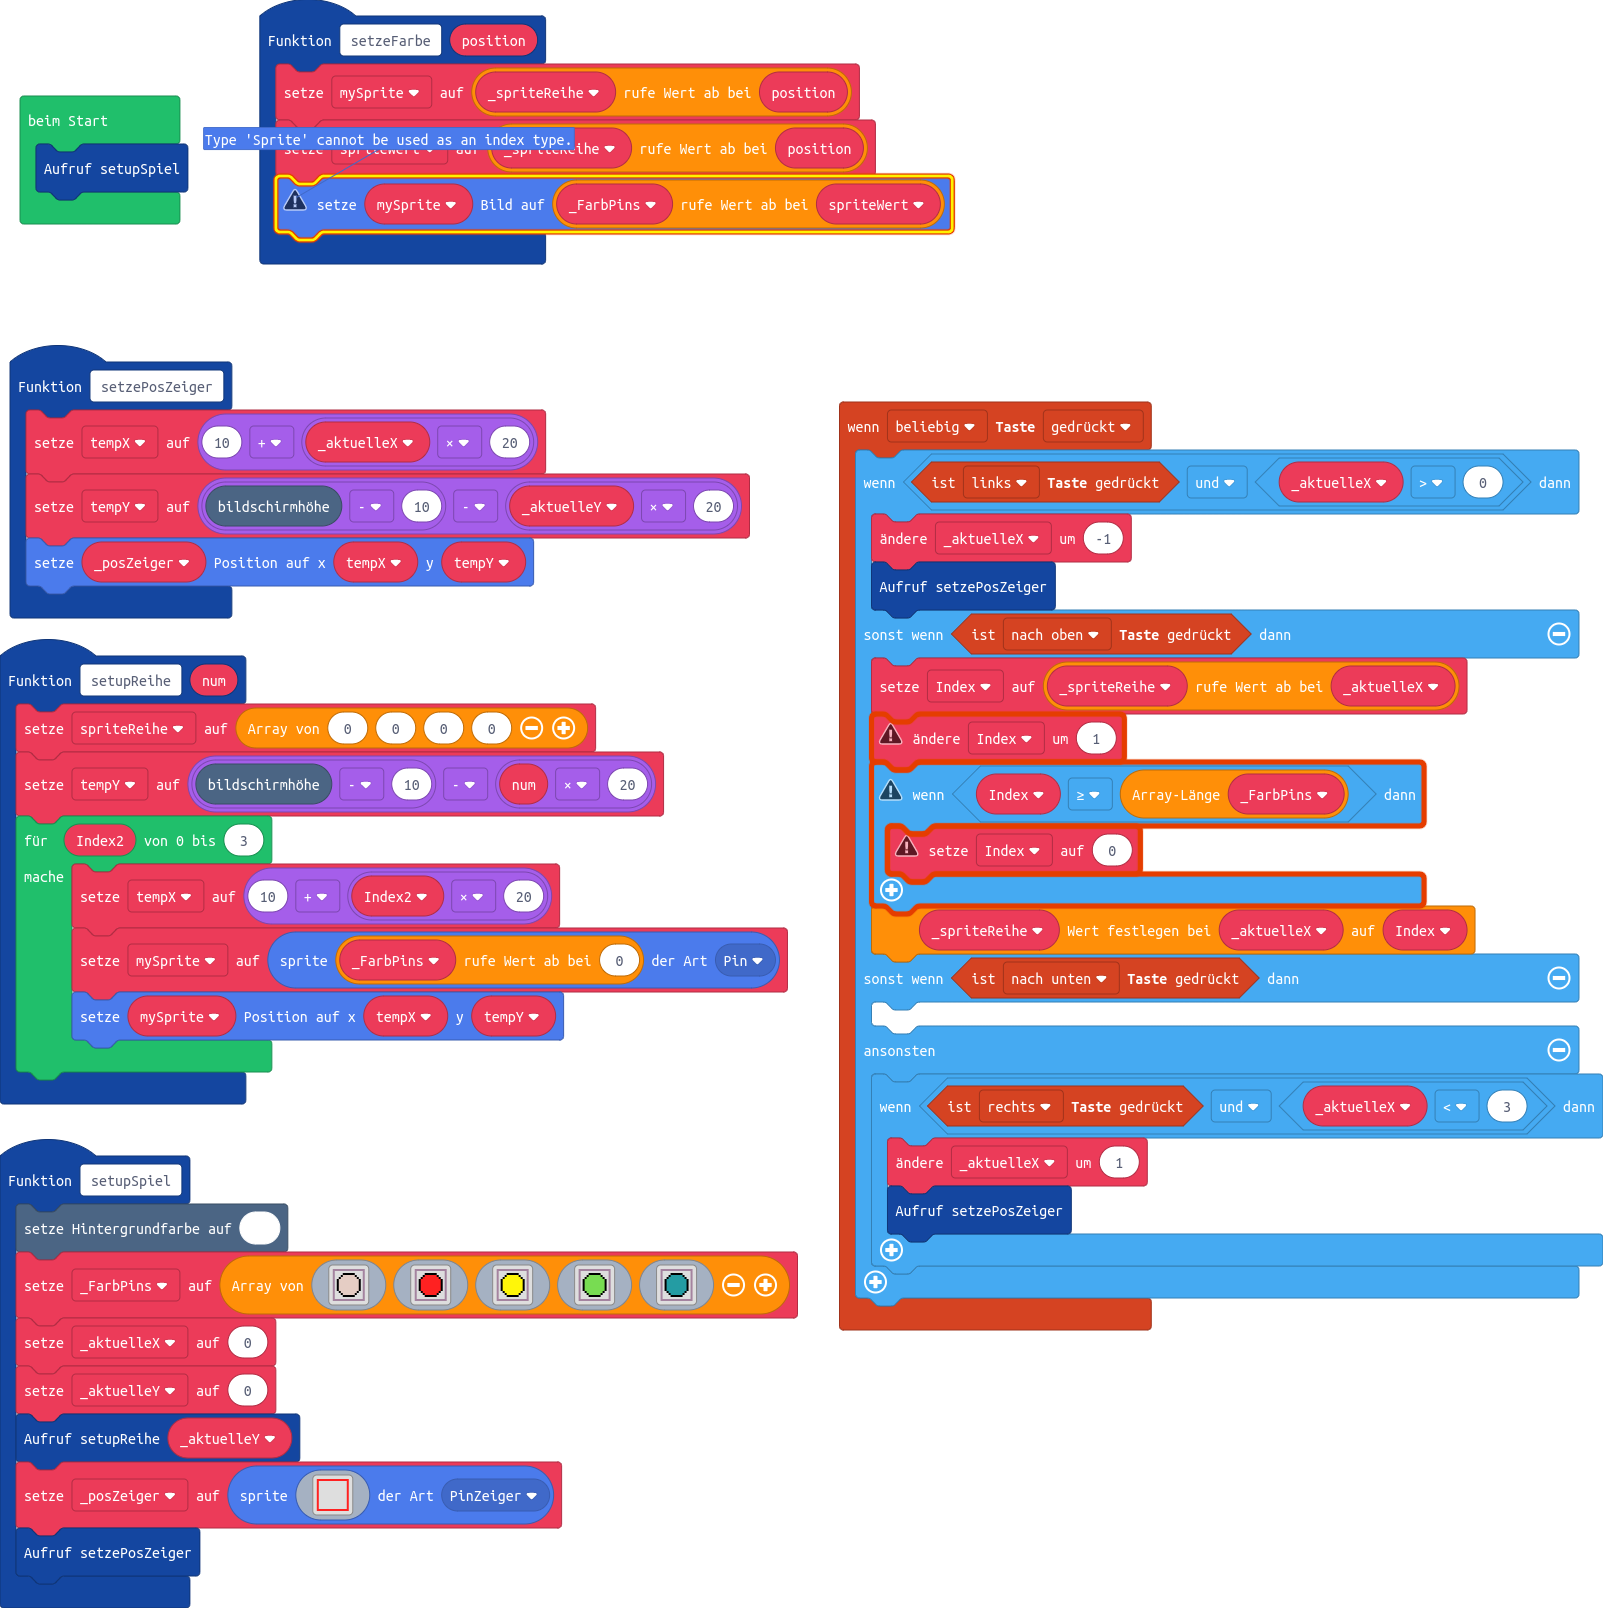 Funktion setzeFarbe position
setze mySprite auf _spriteReihe rufe Wert ab bei position
Type 'Sprite' cannot be used as an index type.
setze spriteWert auf _spriteReihe rufe Wert ab bei position
setze mySprite Bild auf _FarbPins rufe Wert ab bei spriteWert
beim Start
Aufruf setupSpiel
Funktion setzePosZeiger
setze tempX auf 10 + _aktuelleX × 20
setze tempY auf bildschirmhöhe - 10 - _aktuelleY × 20
setze _posZeiger Position auf x tempX y tempY
Funktion setupReihe num
setze spriteReihe auf Array von 0 0 0 0
setze tempY auf bildschirmhöhe - 10 - num × 20
für Index2 von 0 bis 3
mache
setze tempX auf 10 + Index2 × 20
setze mySprite auf sprite _FarbPins rufe Wert ab bei 0 der Art Pin
setze mySprite Position auf x tempX y tempY
Funktion setupSpiel
setze Hintergrundfarbe auf
setze _FarbPins auf Array von
setze _aktuelleX auf 0
setze _aktuelleY auf 0
Aufruf setupReihe _aktuelleY
setze _posZeiger auf sprite der Art PinZeiger
Aufruf setzePosZeiger
wenn beliebig Taste gedrückt
wenn ist links Taste gedrückt und _aktuelleX > 0 dann
ändere _aktuelleX um -1
Aufruf setzePosZeiger
sonst wenn ist nach oben Taste gedrückt dann
setze Index auf _spriteReihe rufe Wert ab bei _aktuelleX
ändere Index um 1
wenn Index ≥ Array-Länge _FarbPins dann
setze Index auf 0
_spriteReihe Wert festlegen bei _aktuelleX auf Index
sonst wenn ist nach unten Taste gedrückt dann
ansonsten
wenn ist rechts Taste gedrückt und _aktuelleX < 3 dann
ändere _aktuelleX um 1
Aufruf setzePosZeiger